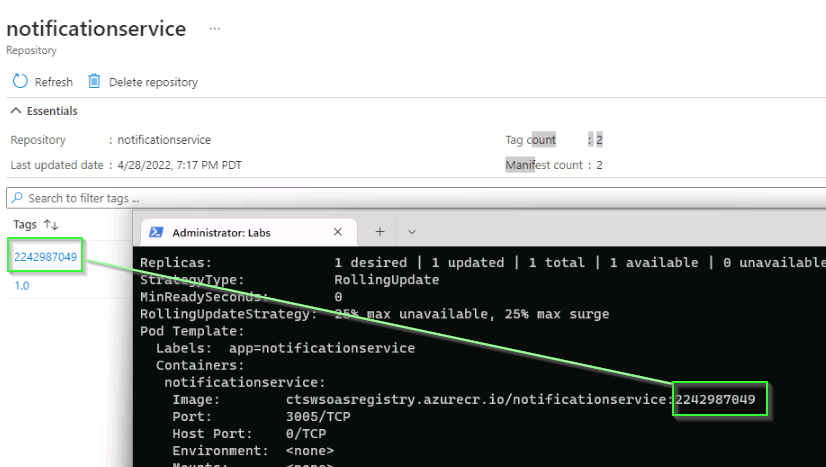 notificationservice ...
Repository
Refresh Delete repository
Essentials
Repository : notificationservice Tag count : 2
Last updated date : 4/28/2022, 7:17 PM PDT Manifest count : 2
Search to filter tags ...
Tags
2242987049
1.0
Administrator: Labs
Replicas: 1 desired | 1 updated | 1 total | 1 available | 0 unavailable
StrategyType: RollingUpdate
MinReadySeconds: 0
RollingUpdateStrategy: 25% max unavailable, 25% max surge
Pod Template:
Labels: app=notificationservice
Containers:
notificationservice:
Image: ctswsoasregistry.azurecr.io/notificationservice:2242987049
Port: 3005/TCP
Host Port: 0/TCP
Environment: <none>
Mounts: <none>